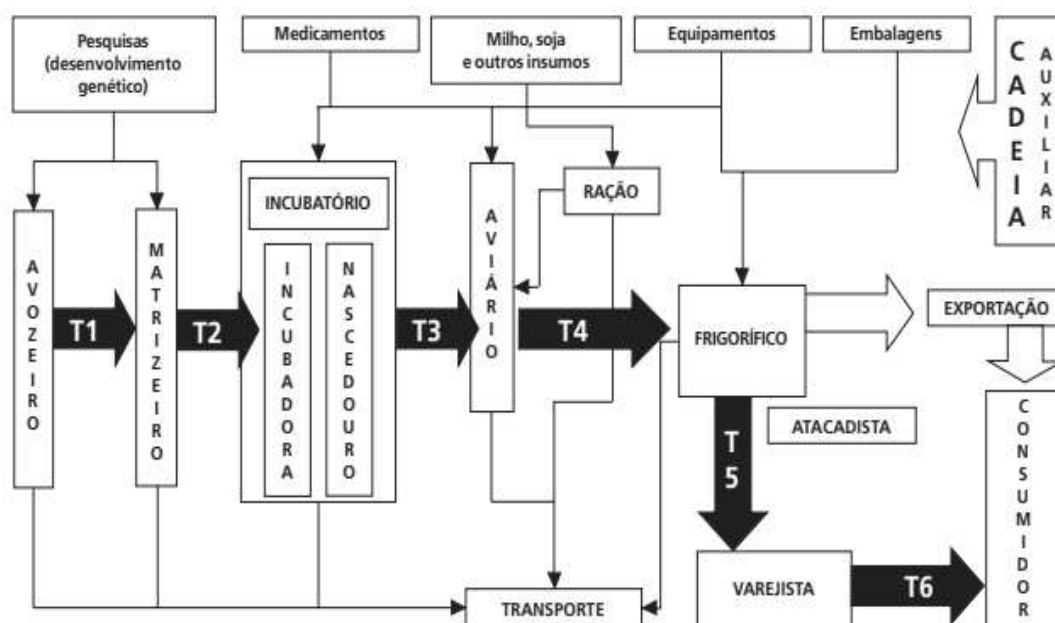 Pesquisas
(desenvolvimento
genético)
Medicamentos
Milho, soja
e outros insumos
Equipamentos
Embalagens
CADEIA
AUXILIAR
INCUBATÓRIO
RAÇÃO
AVOZEIRO
T1
MATRIZEIRO
T2
INCUBADORA
NASCEDOURO
T3
AVIÁRIO
T4
FRIGORÍFICO
EXPORTAÇÃO
ATACADISTA
T5
CONSUMIDOR
TRANSPORTE
VAREJISTA
T6